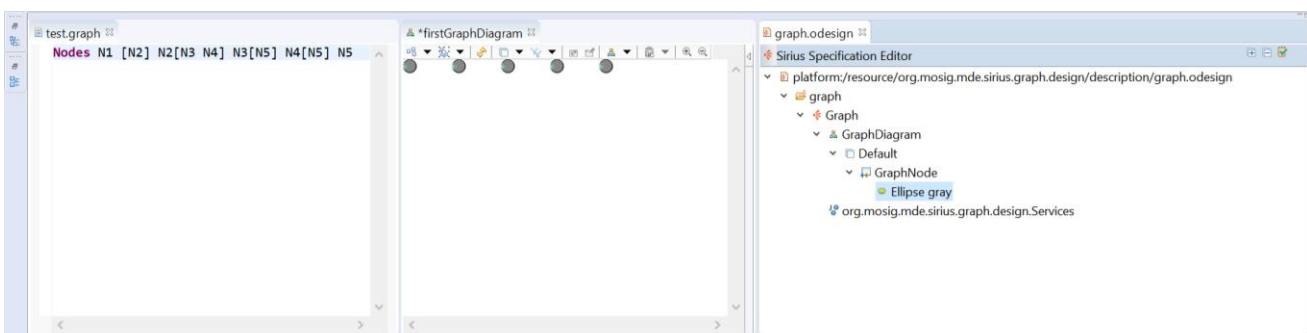 test.graph
Nodes N1 [N2] N2[N3 N4] N3[N5] N4[N5] N5
*firstGraphDiagram
graph.odesign
Sirius Specification Editor
platform:/resource/org.mosig.mde.sirius.graph.design/description/graph.odesign
graph
Graph
GraphDiagram
Default
GraphNode
Ellipse gray
org.mosig.mde.sirius.graph.design.Services